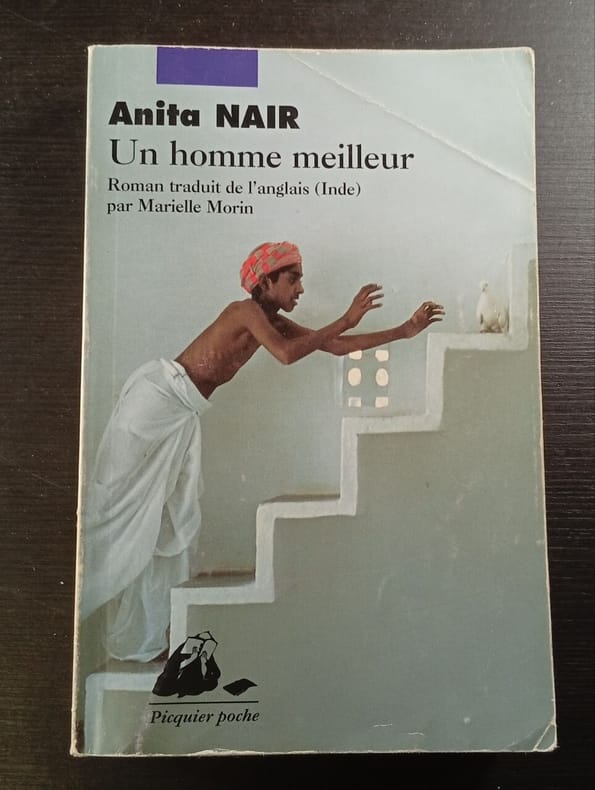 Anita NAIR
Un homme meilleur
Roman traduit de l'anglais (Inde)
par Marielle Morin
Picquier poche